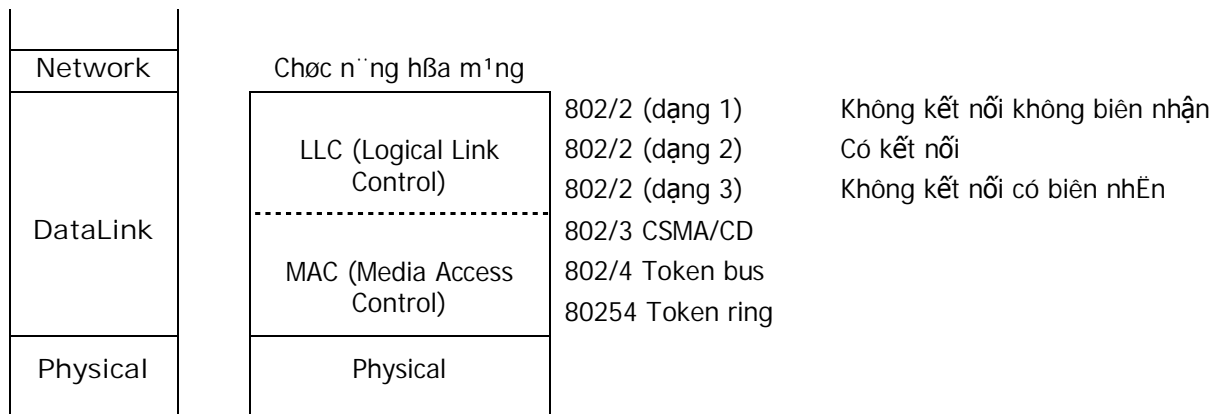 Network
Chøc n¨ng hßa m¹ng
802/2 (dạng 1) Không kết nối không biên nhận
LLC (Logical Link
Control)
802/2 (dạng 2) Có kết nối
802/2 (dạng 3) Không kết nối có biên nhËn
DataLink
802/3 CSMA/CD
MAC (Media Access
Control)
802/4 Token bus
80254 Token ring
Physical
Physical